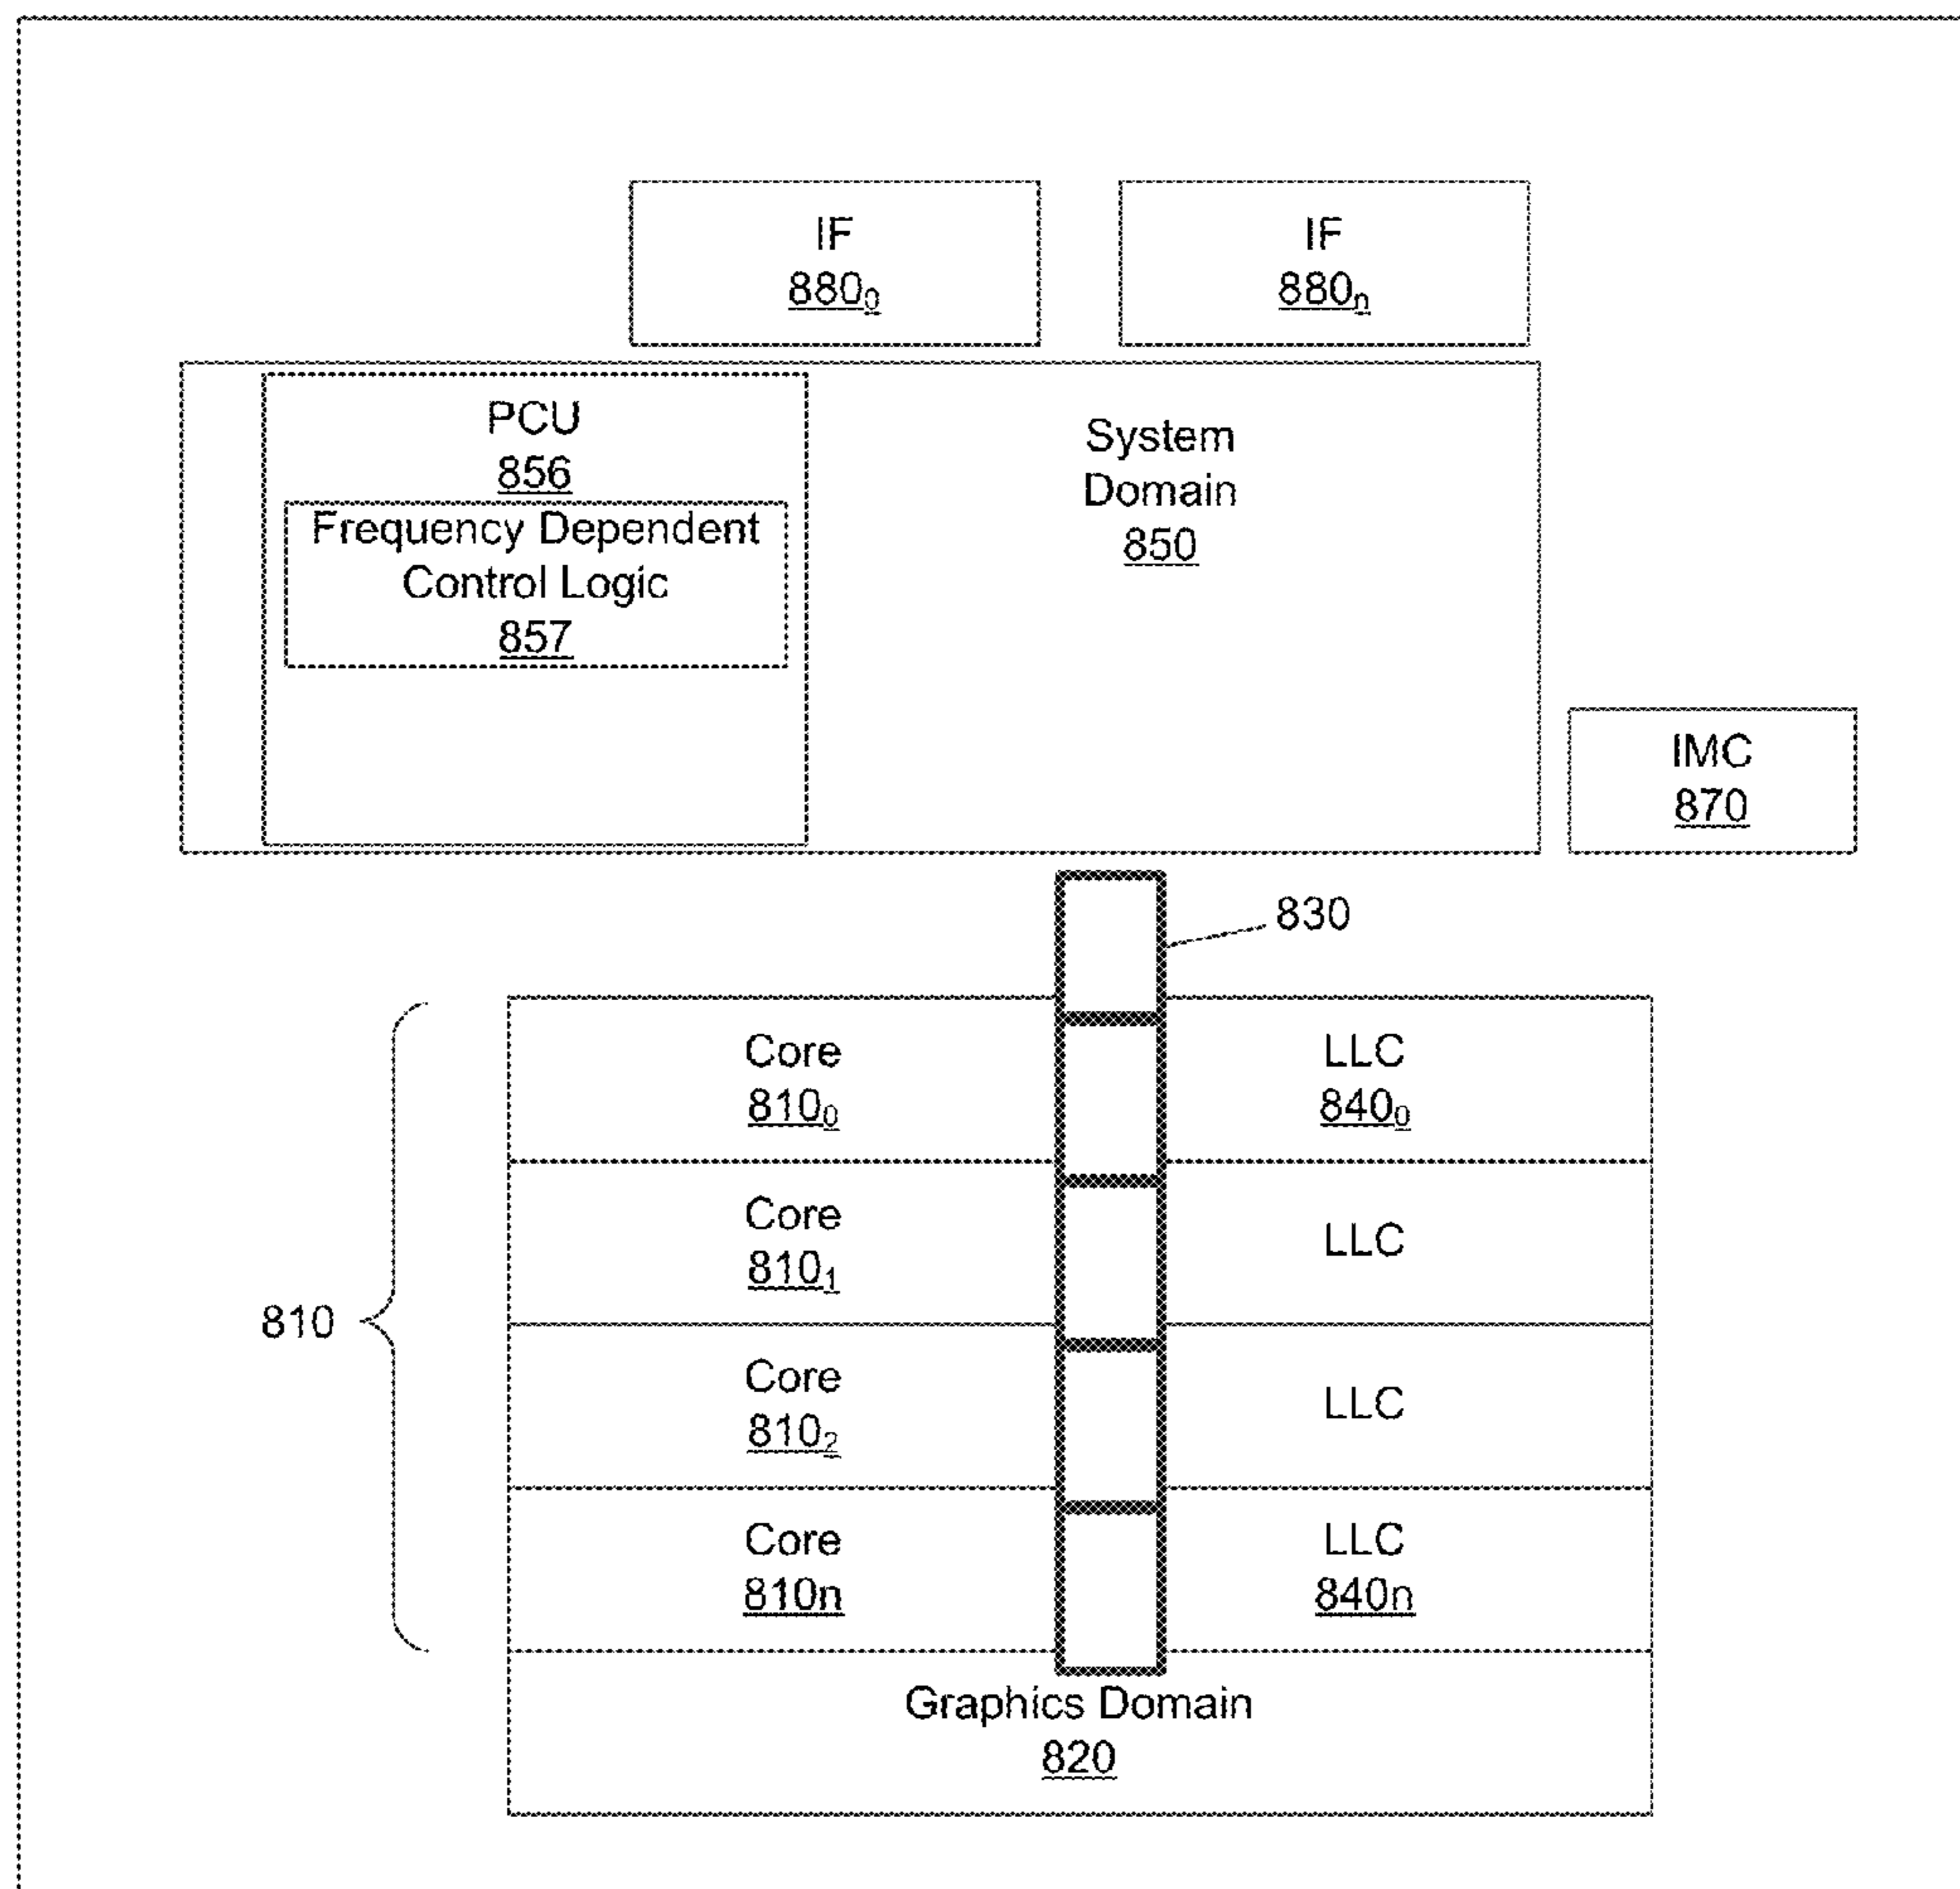 IF
880₀
IF
880ₙ
PCU
856
Frequency Dependent
Control Logic
857
System
Domain
850
IMC
870
830
810
Core
810₀
LLC
840₀
Core
810₁
LLC
Core
810₂
LLC
Core
810n
LLC
840n
Graphics Domain
820